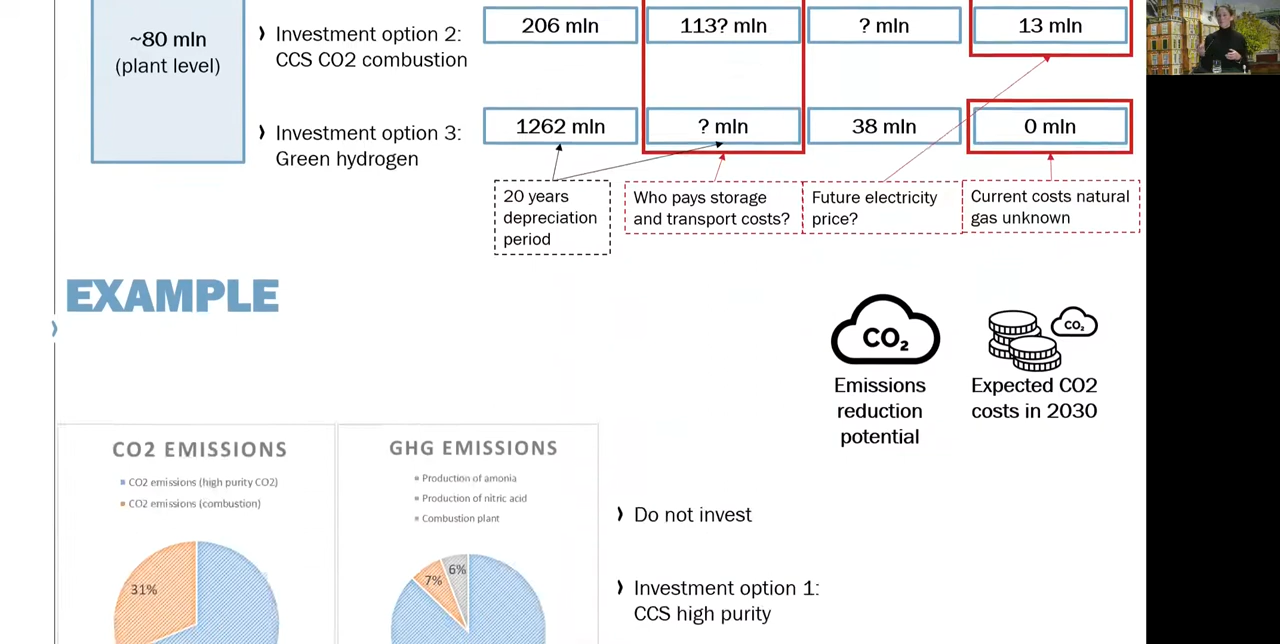 ~80 mln
(plant level)
❭ Investment option 2:
CCS CO2 combustion
206 mln
113? mln
? mln
13 mln
❭ Investment option 3:
Green hydrogen
1262 mln
? mln
38 mln
0 mln
20 years
depreciation
period
Who pays storage
and transport costs?
Future electricity
price?
Current costs natural
gas unknown
EXAMPLE
CO₂
CO₂
Emissions
reduction
potential
Expected CO2
costs in 2030
CO2 EMISSIONS
CO2 emissions (high purity CO2)
CO2 emissions (combustion)
31%
GHG EMISSIONS
Production of amonia
Production of nitric acid
Combustion plant
7%
6%
❭ Do not invest
❭ Investment option 1:
CCS high purity